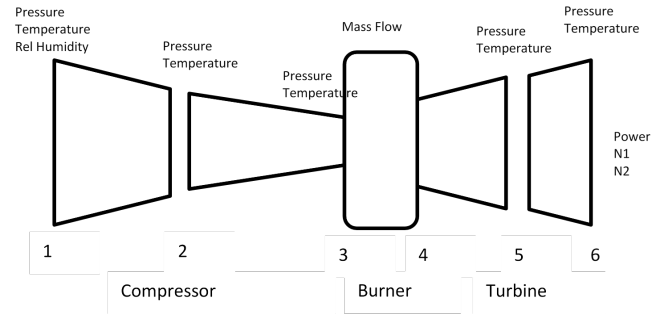 Pressure
Temperature
Rel Humidity
Pressure
Temperature
Pressure
Temperature
Mass Flow
Pressure
Temperature
Pressure
Temperature
Power
N1
N2
1
2
3
4
5
6
Compressor
Burner
Turbine